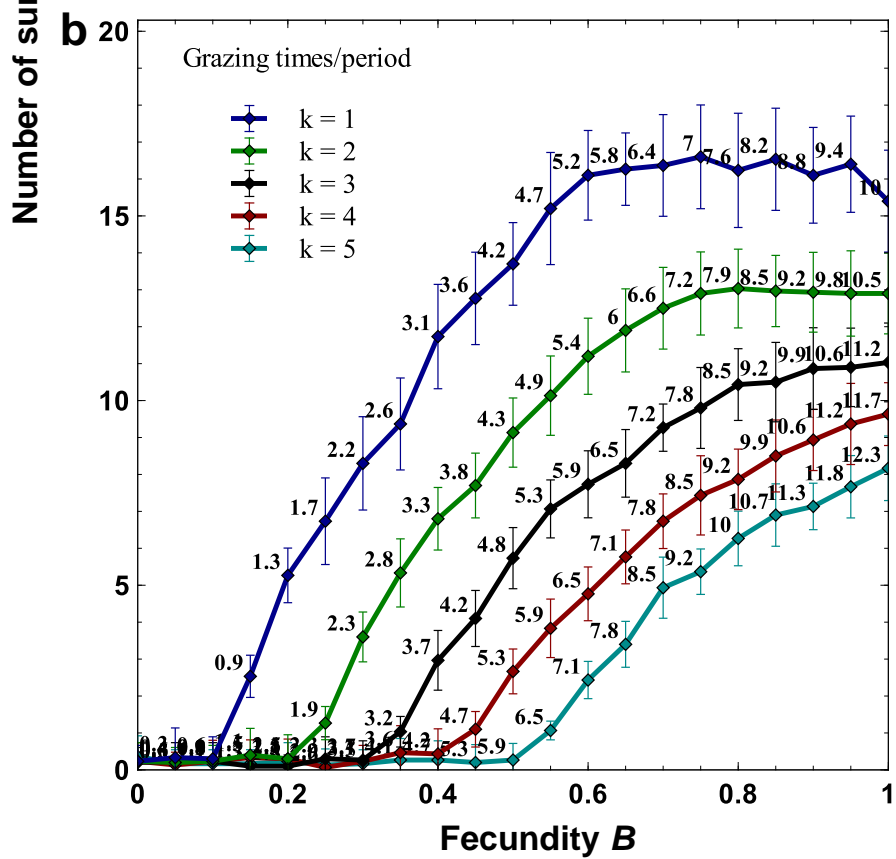 b
Number of sur
20
15
10
5
0
Grazing times/period
k = 1
k = 2
k = 3
k = 4
k = 5
0.9 1.3 1.7 2.2 2.6 3.1 3.6 4.2 4.7 5.2 5.8 6.4 7 7.6 8.2 8.8 9.4 10
1.9 2.3 2.8 3.3 3.8 4.3 4.9 5.4 6 6.6 7.2 7.9 8.5 9.2 9.8 10.5
3.2 3.7 4.2 4.8 5.3 5.9 6.5 7.2 7.8 8.5 9.2 9.9 10.6 11.2
4.2 4.7 5.3 5.9 6.5 7.1 7.8 8.5 9.2 9.9 10.6 11.2 11.7
5.3 5.9 6.5 7.1 7.8 8.5 9.2 10 10.7 11.3 11.8 12.3
0 0.2 0.4 0.6 0.8 1
Fecundity B